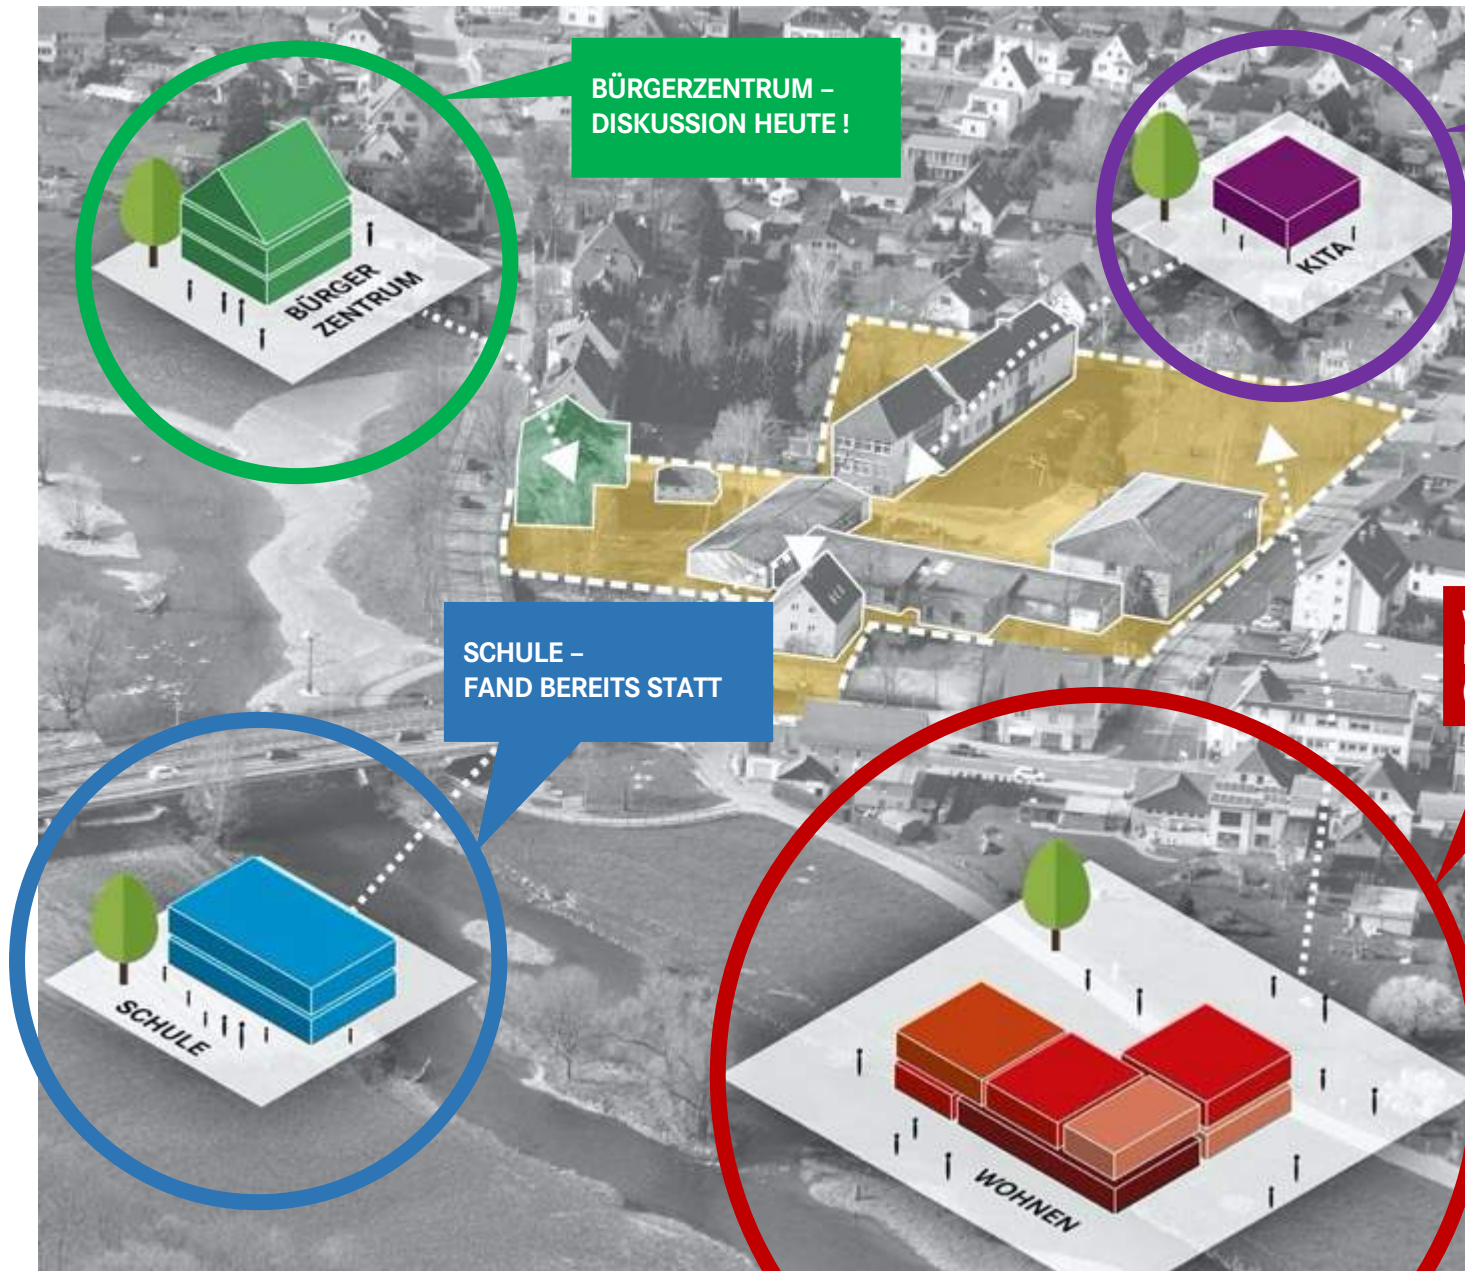 BÜRGERZENTRUM –
DISKUSSION HEUTE !
BÜRGER
ZENTRUM
KITA
SCHULE –
FAND BEREITS STATT
SCHULE
WOHNEN